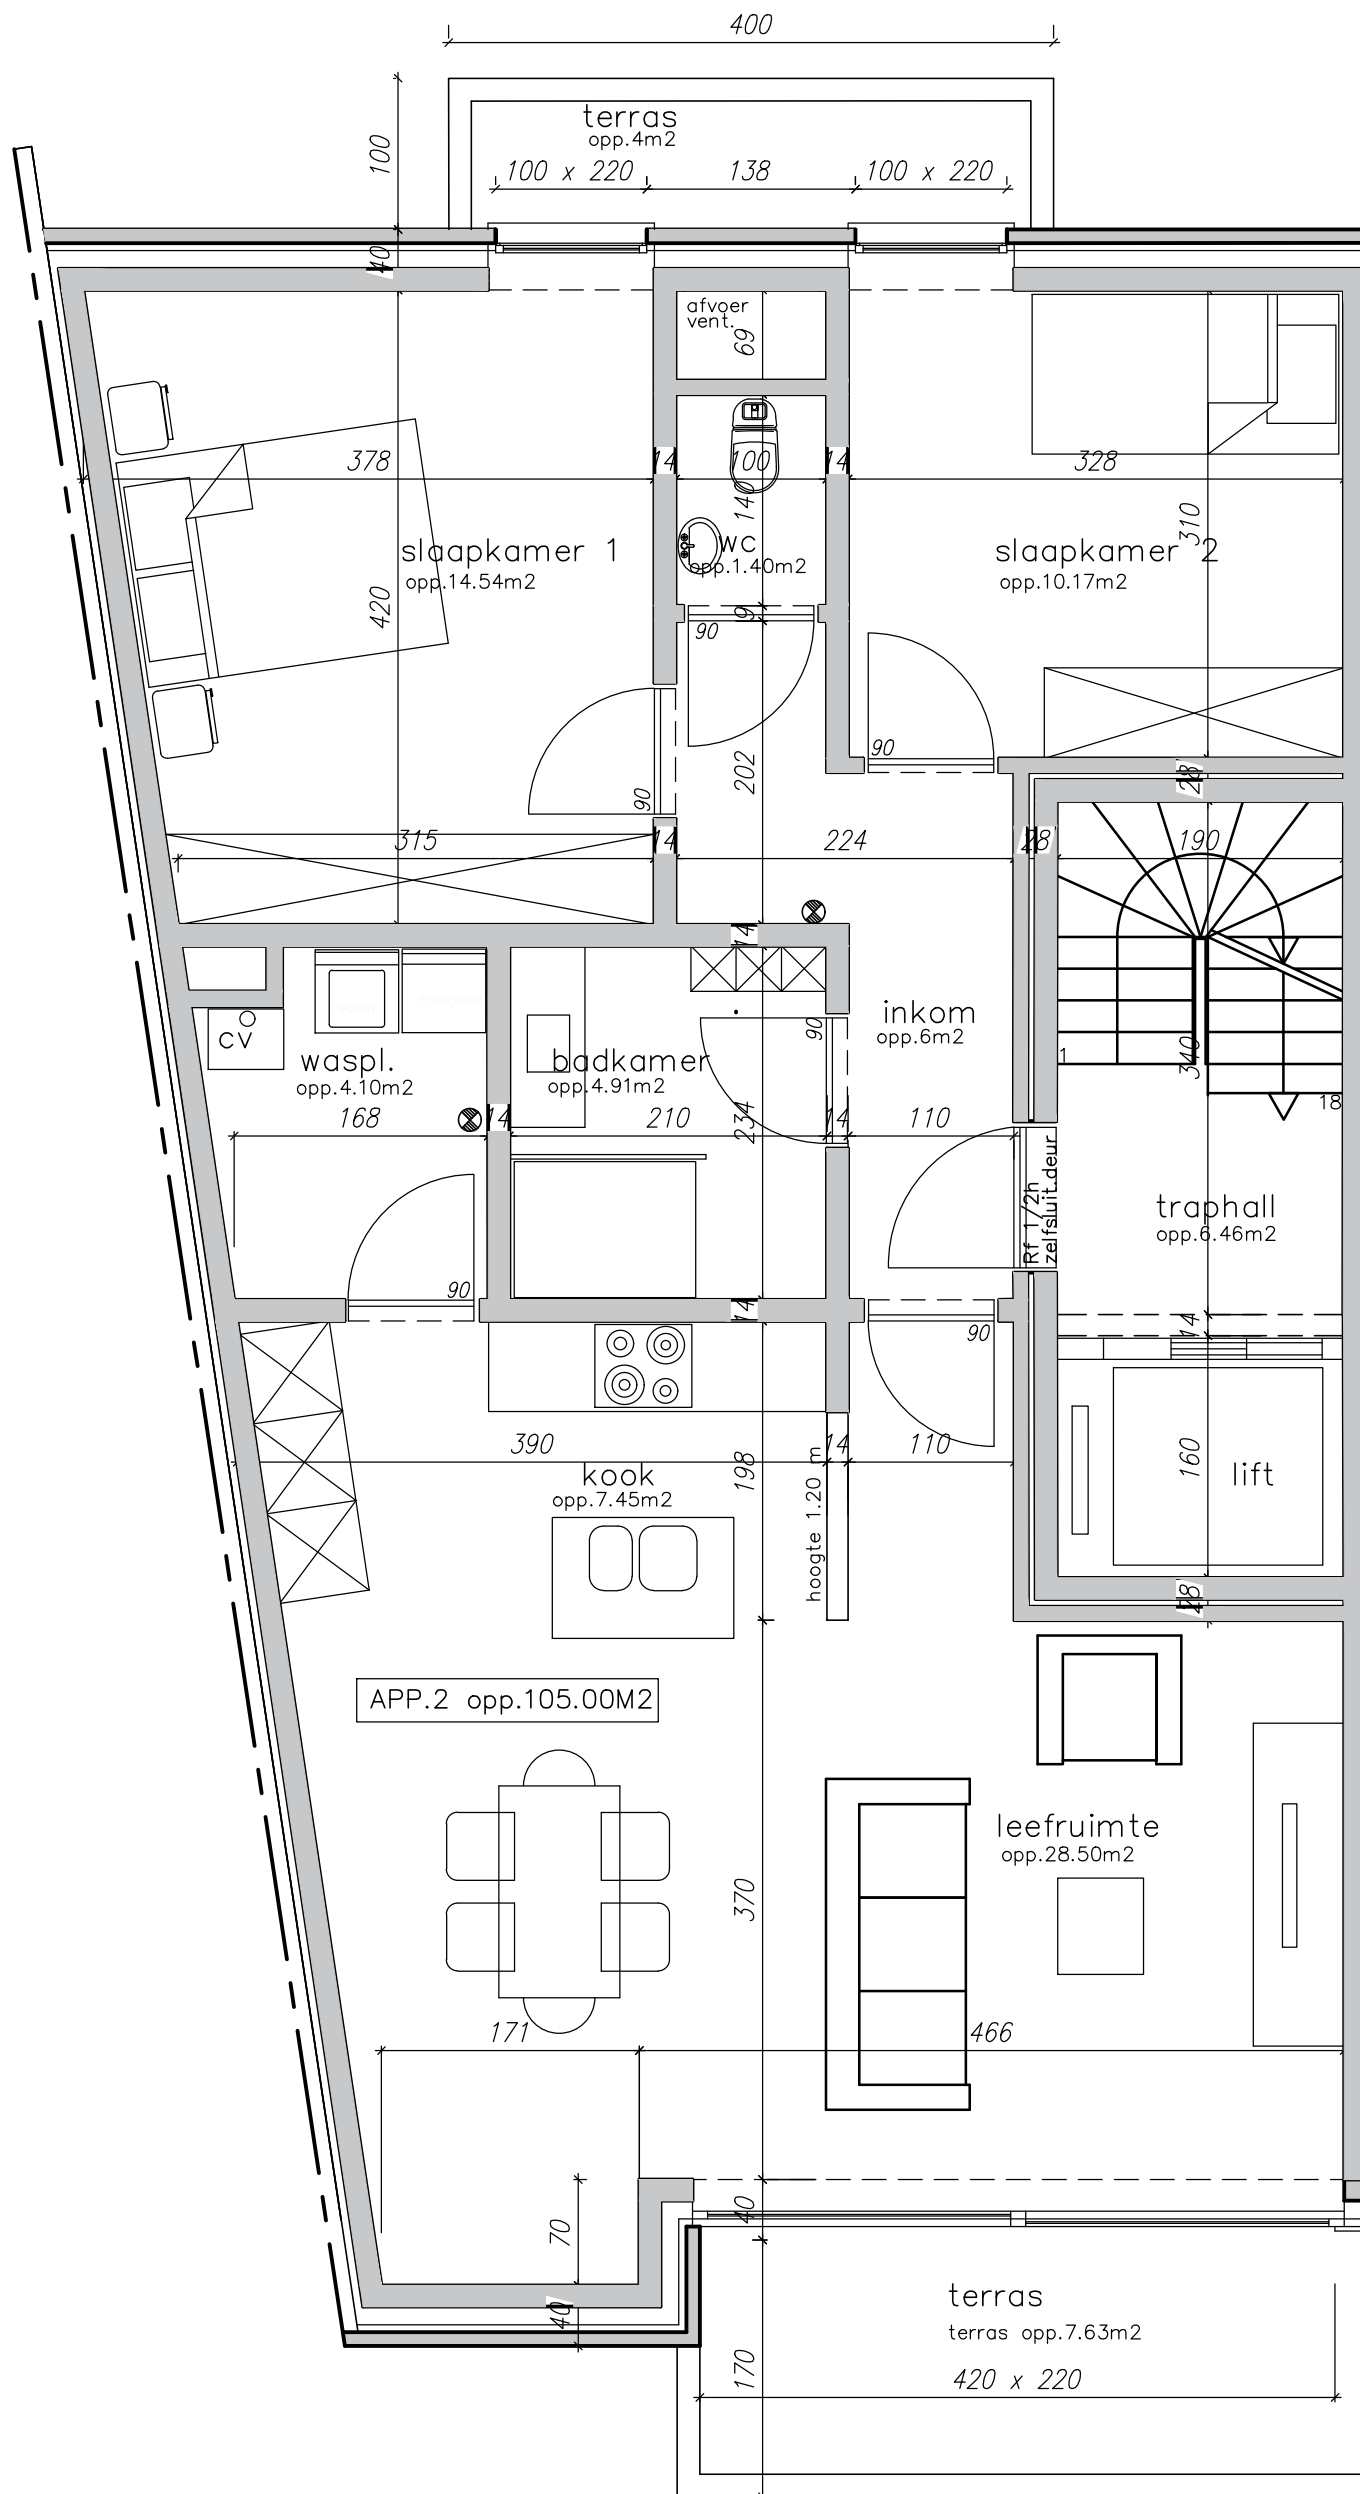 400
terras
opp.4m2
100
100 x 220
138
100 x 220
40
afvoer
vent.
69
378
14
100
14
328
140
310
slaapkamer 1
opp.14.54m2
wc
opp.1.40m2
slaapkamer 2
opp.10.17m2
420
9
90
90
202
28
90
315
14
224
28
190
14
inkom
opp.6m2
90
cv
waspl.
opp.4.10m2
badkamer
opp.4.91m2
340
1
18
168
14
210
234
14
110
Rf 1/2h
zelfsluit.deur
traphall
opp.6.46m2
90
14
90
14
390
14
110
198
160
lift
kook
opp.7.45m2
hoogte 1.20 m
28
APP.2 opp.105.00M2
leefruimte
opp.28.50m2
370
171
466
70
40
40
terras
terras opp.7.63m2
170
420 x 220